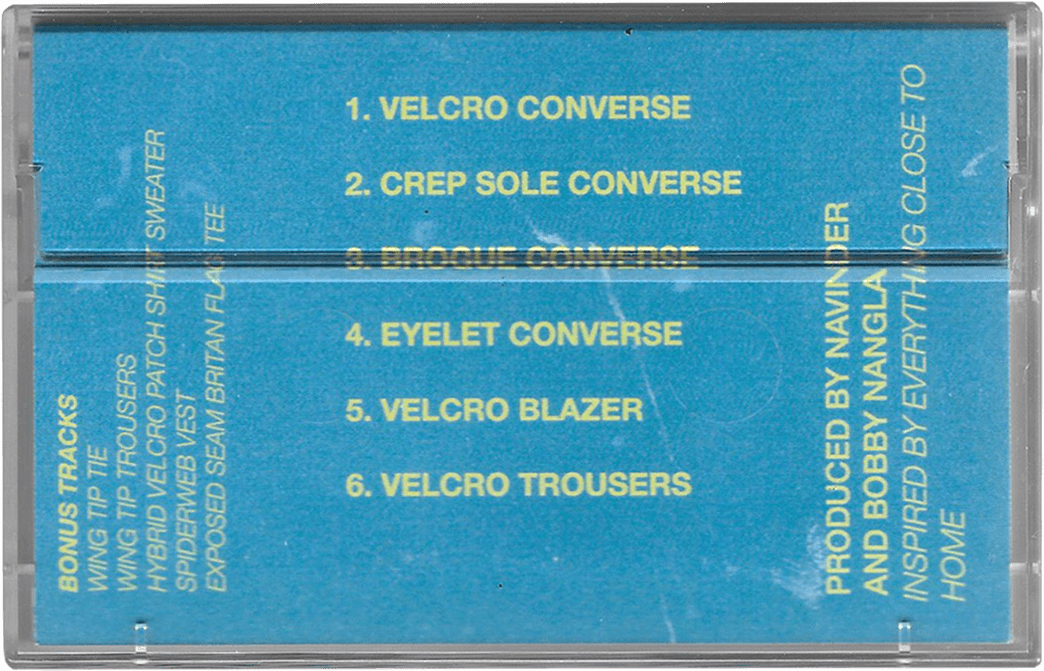 1. VELCRO CONVERSE
2. CREP SOLE CONVERSE
3. BROGUE CONVERSE
4. EYELET CONVERSE
5. VELCRO BLAZER
6. VELCRO TROUSERS
BONUS TRACKS
WING TIP TIE
WING TIP TROUSERS
HYBRID VELCRO PATCH SHIRT SWEATER
SPIDERWEB VEST
EXPOSED SEAM BRITAN FLAG TEE
PRODUCED BY NAVINDER
AND BOBBY NANGLA
INSPIRED BY EVERYTHING CLOSE TO
HOME